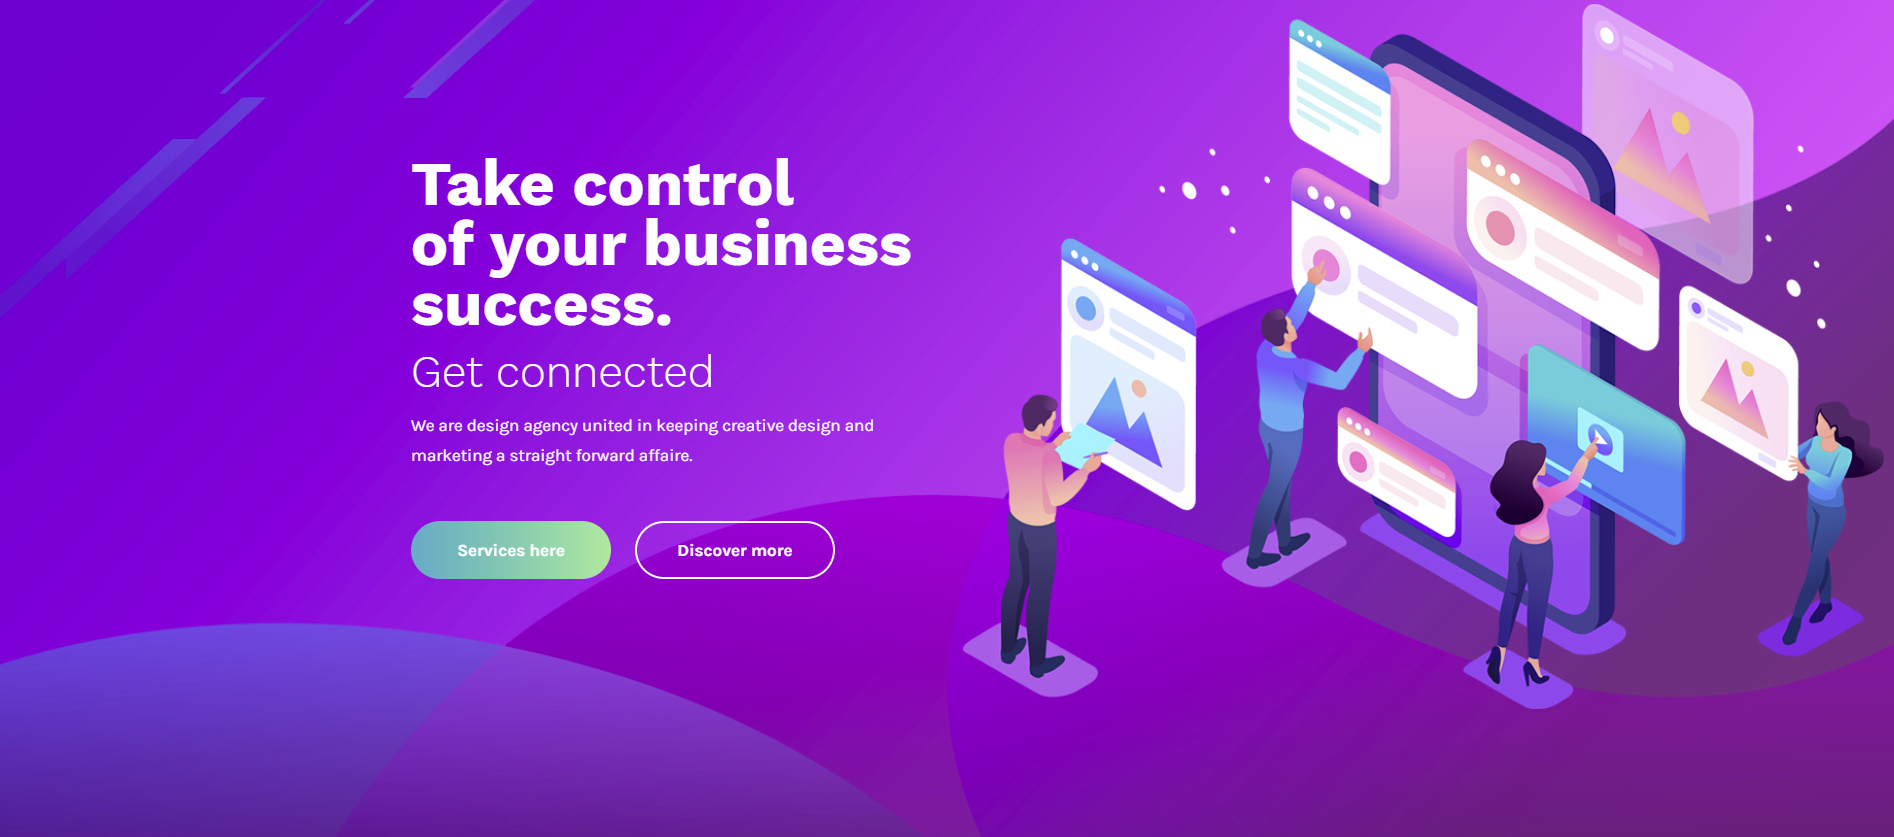 Take control
of your business
success.
Get connected
We are design agency united in keeping creative design and
marketing a straight forward affaire.
Services here
Discover more